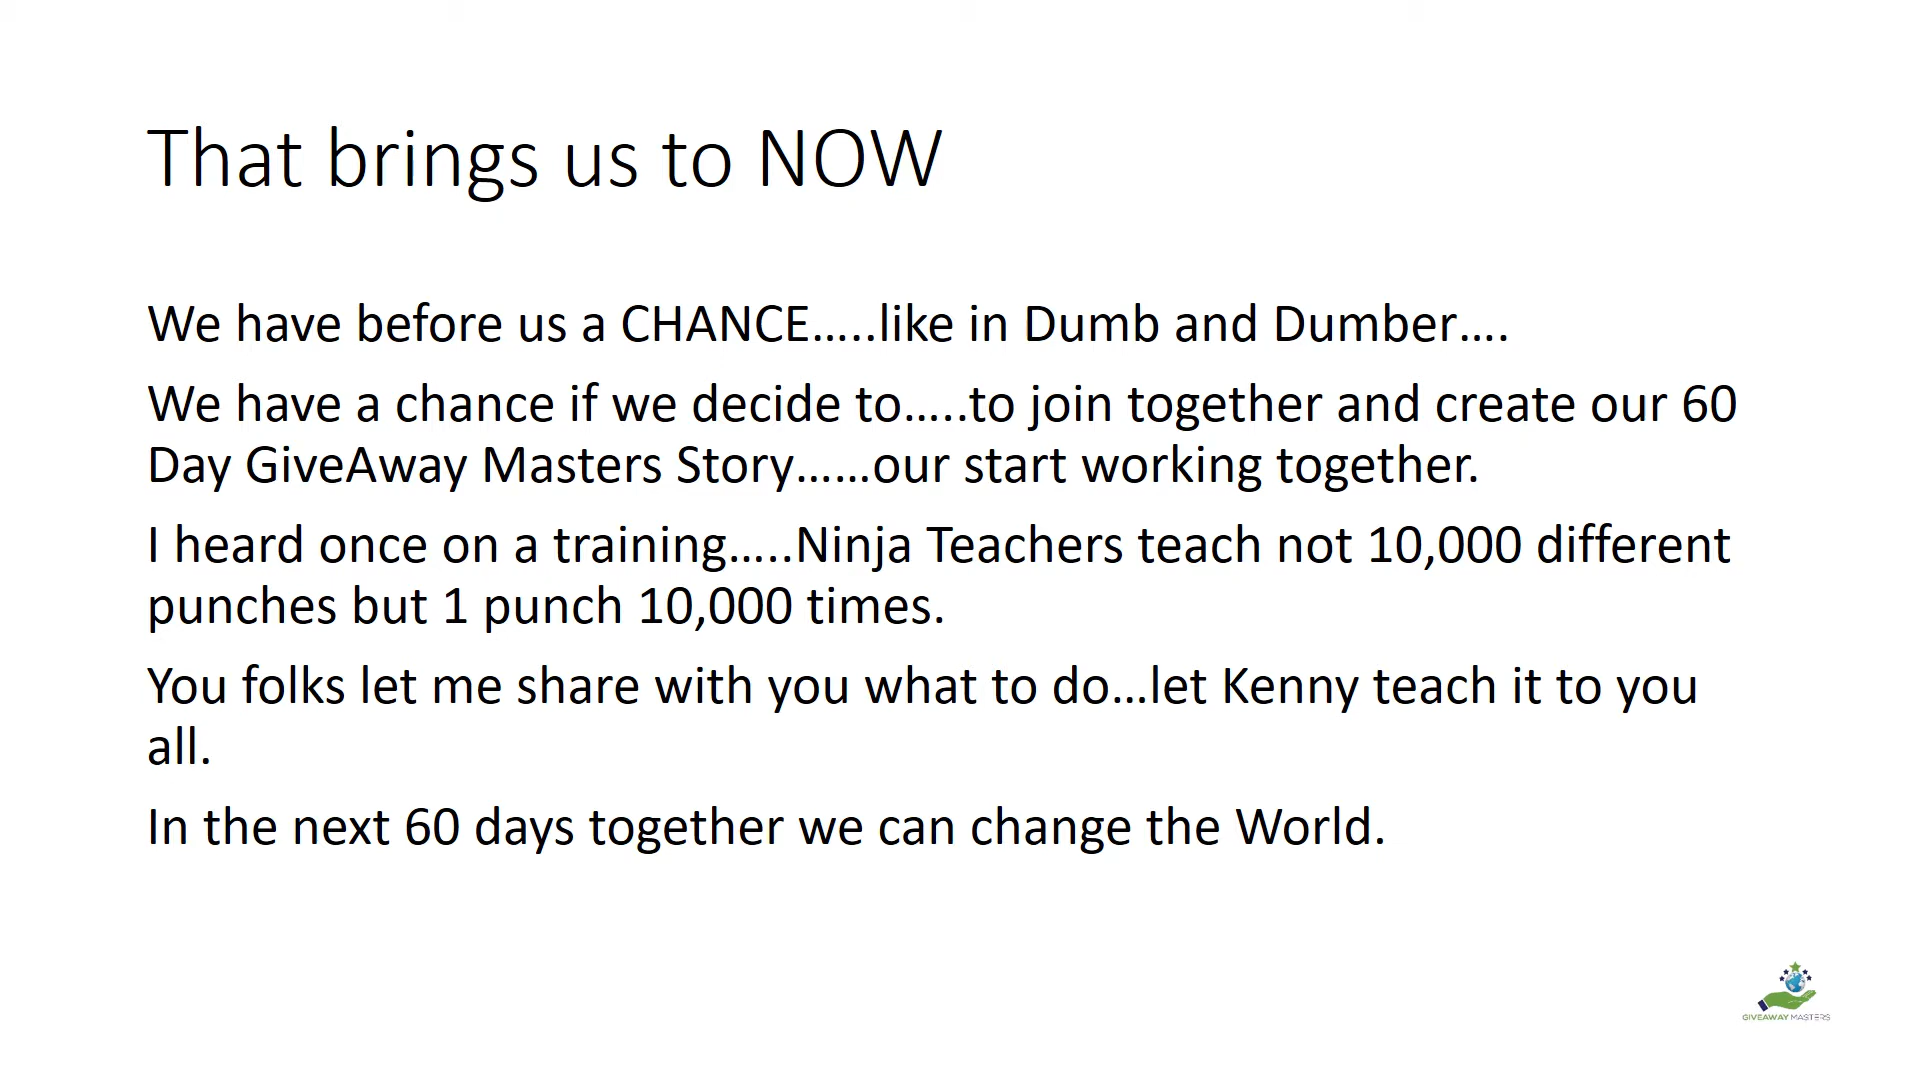 That brings us to NOW
We have before us a CHANCE…..like in Dumb and Dumber….
We have a chance if we decide to…..to join together and create our 60
Day GiveAway Masters Story……our start working together.
I heard once on a training…..Ninja Teachers teach not 10,000 different
punches but 1 punch 10,000 times.
You folks let me share with you what to do…let Kenny teach it to you
all.
In the next 60 days together we can change the World.
GIVEAWAY MASTERS